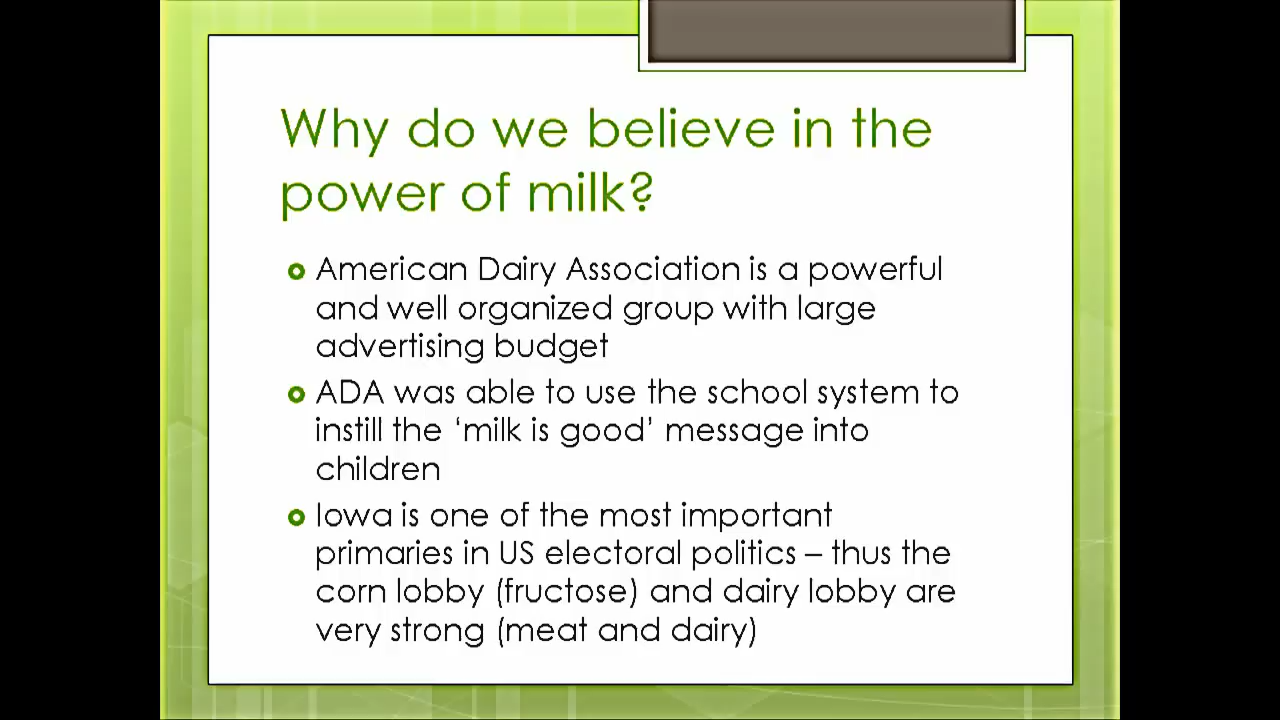 Why do we believe in the
power of milk?
American Dairy Association is a powerful
and well organized group with large
advertising budget
ADA was able to use the school system to
instill the ‘milk is good’ message into
children
Iowa is one of the most important
primaries in US electoral politics – thus the
corn lobby (fructose) and dairy lobby are
very strong (meat and dairy)